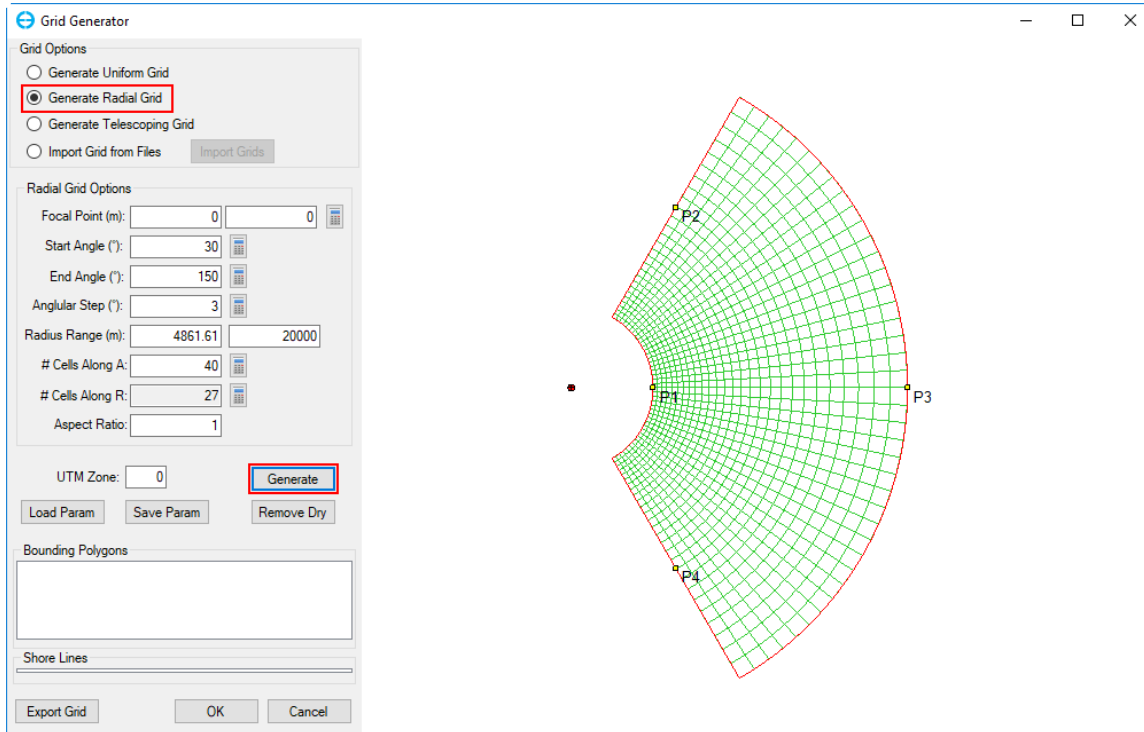 Grid Generator
Grid Options
Generate Uniform Grid
Generate Radial Grid
Generate Telescoping Grid
Import Grid from Files Import Grids
Radial Grid Options
Focal Point (m): 0 0
Start Angle (°): 30
End Angle (°): 150
Anglular Step (°): 3
Radius Range (m): 4861.61 20000
# Cells Along A: 40
# Cells Along R: 27
Aspect Ratio: 1
UTM Zone: 0 Generate
Load Param Save Param Remove Dry
Bounding Polygons
Shore Lines
Export Grid OK Cancel
P2
P1
P3
P4